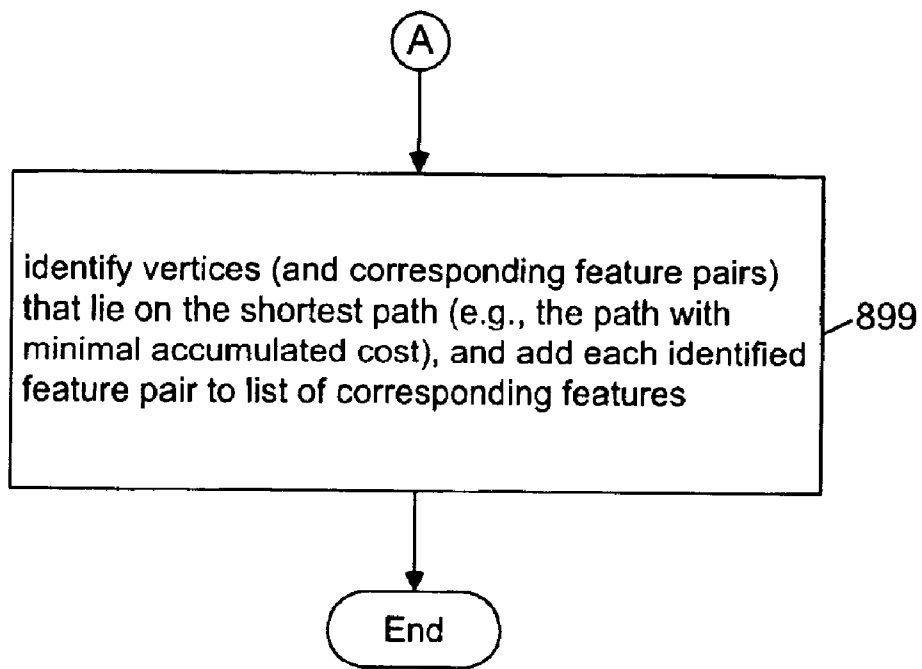 A
identify vertices (and corresponding feature pairs)
that lie on the shortest path (e.g., the path with
minimal accumulated cost), and add each identified
feature pair to list of corresponding features
899
End